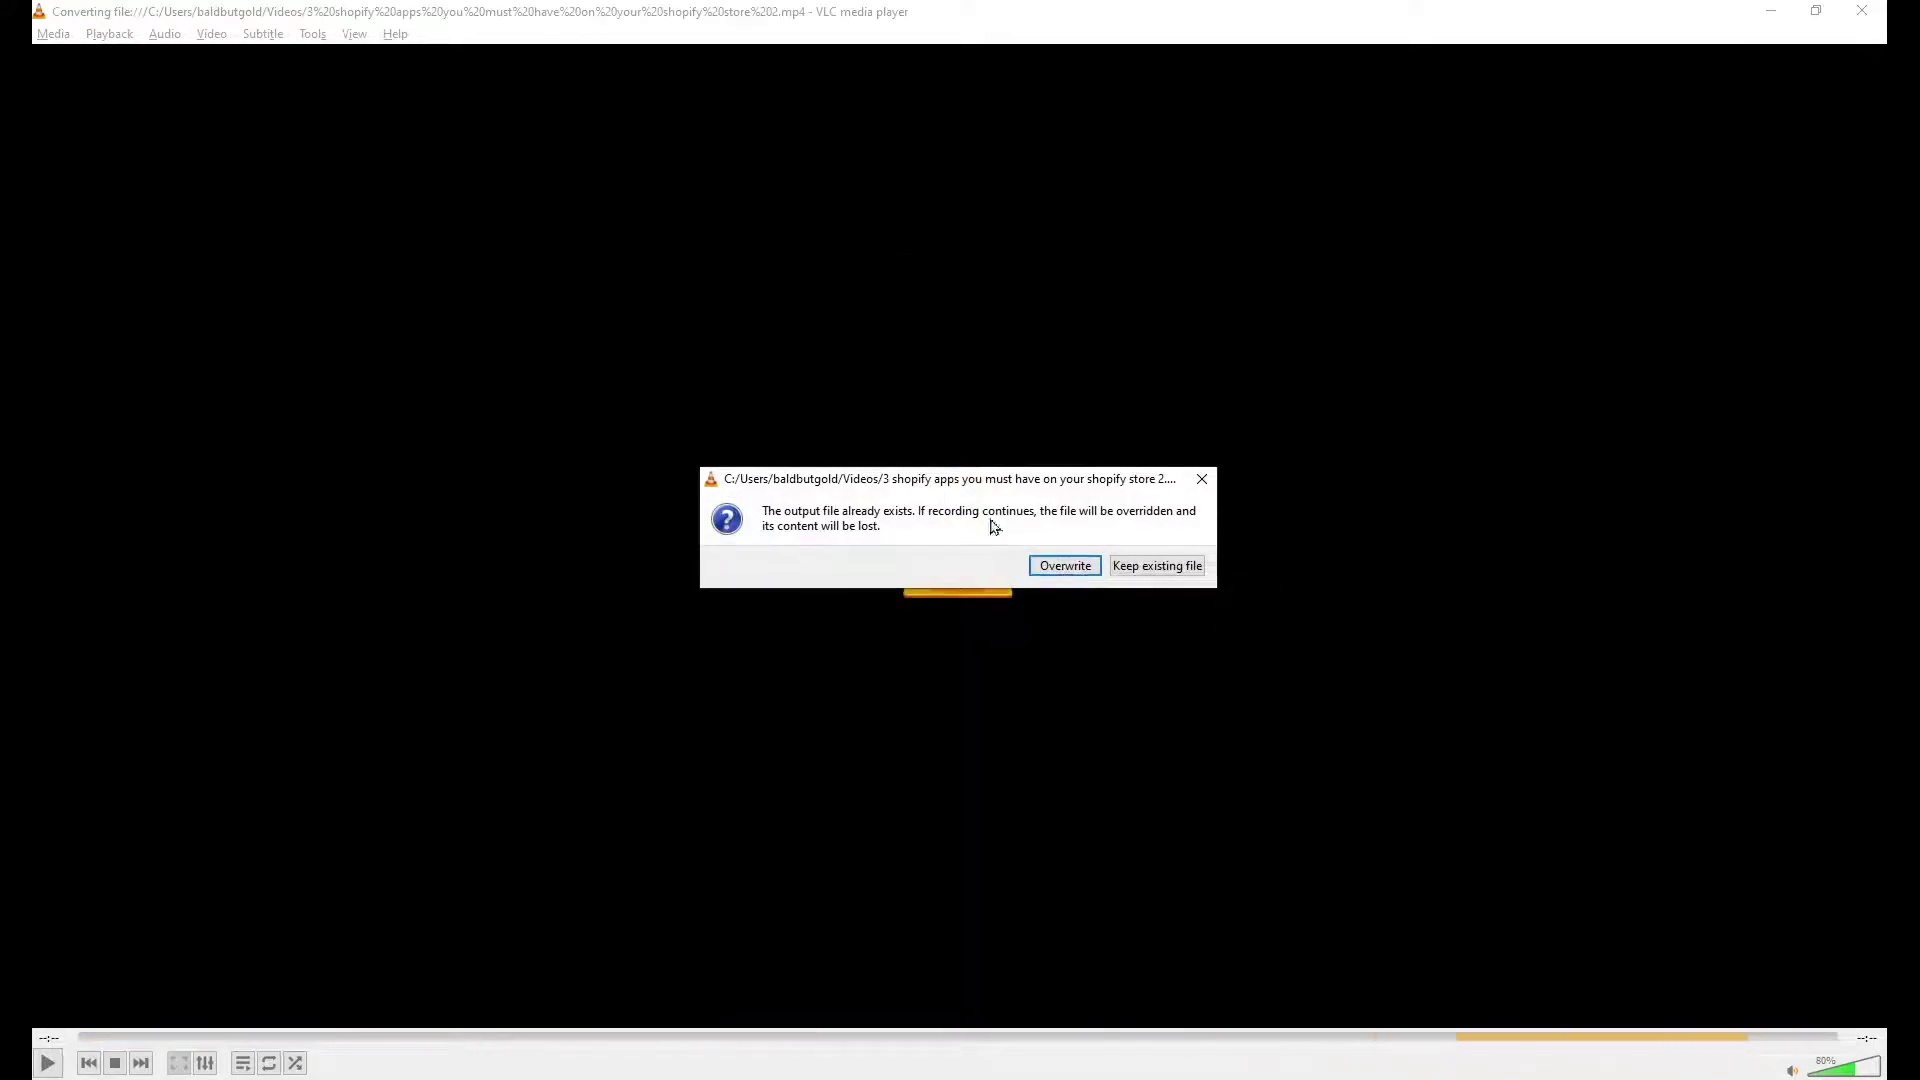 Converting file:///C:/Users/baldbutgold/Videos/3%20shopify%20apps%20you%20must%20have%20on%20your%20shopify%20store%202.mp4 - VLC media player
Media Playback Audio Video Subtitle Tools View Help
C:/Users/baldbutgold/Videos/3 shopify apps you must have on your shopify store 2....
The output file already exists. If recording continues, the file will be overridden and
its content will be lost.
Overwrite Keep existing file
--:-- --:--
80%